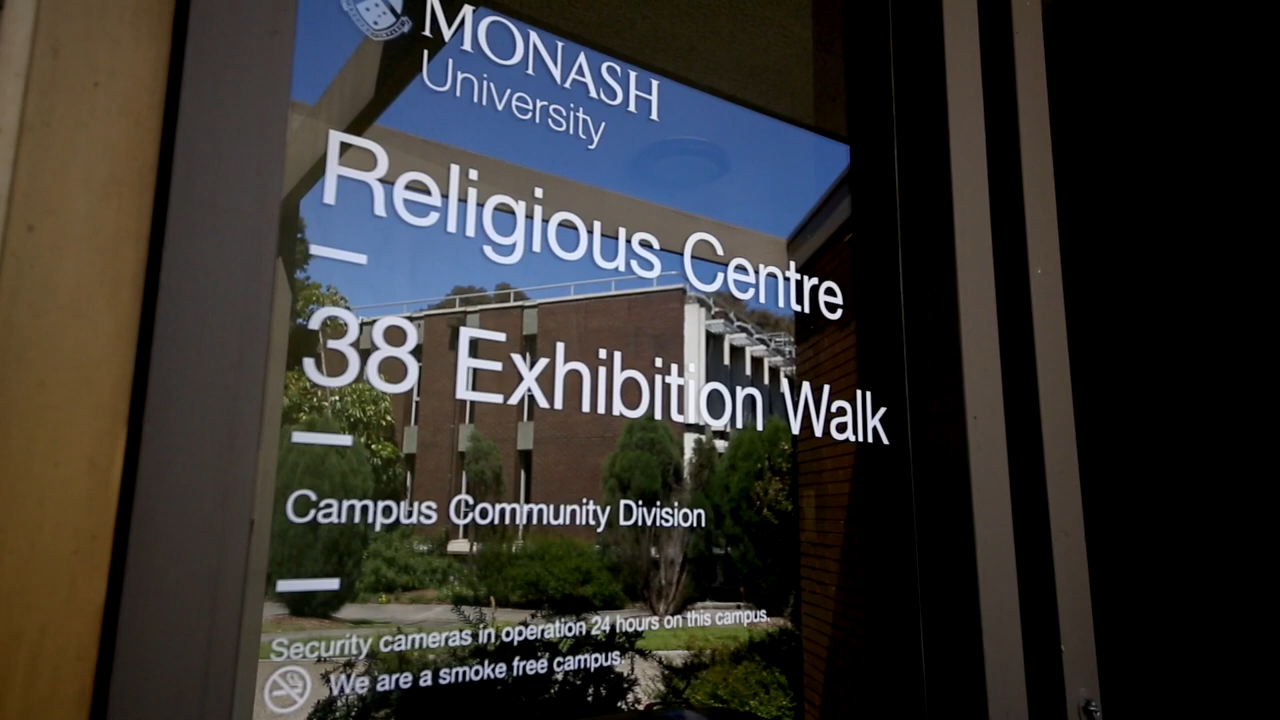 MONASH
University
Religious Centre
38 Exhibition Walk
Campus Community Division
Security cameras in operation 24 hours on this campus.
We are a smoke free campus.